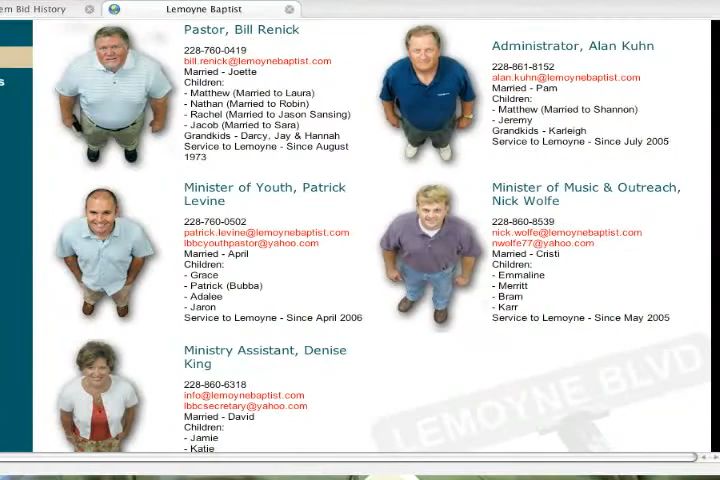 em Bid History
Lemoyne Baptist
s
Pastor, Bill Renick
228-760-0419
bill.renick@lemoynebaptist.com
Married - Joette
Children:
- Matthew (Married to Laura)
- Nathan (Married to Robin)
- Rachel (Married to Jason Sansing)
- Jacob (Married to Sara)
Grandkids - Darcy, Jay & Hannah
Service to Lemoyne - Since August
1973
Administrator, Alan Kuhn
228-861-8152
alan.kuhn@lemoynebaptist.com
Married - Pam
Children:
- Matthew (Married to Shannon)
- Jeremy
Grandkids - Karleigh
Service to Lemoyne - Since July 2005
Minister of Youth, Patrick
Levine
228-760-0502
patrick.levine@lemoynebaptist.com
lbbcyouthpastor@yahoo.com
Married - April
Children:
- Grace
- Patrick (Bubba)
- Adalee
- Jaron
Service to Lemoyne - Since April 2006
Minister of Music & Outreach,
Nick Wolfe
228-860-8539
nick.wolfe@lemoynebaptist.com
nwolfe77@yahoo.com
Married - Cristi
Children:
- Emmaline
- Merritt
- Bram
- Karr
Service to Lemoyne - Since May 2005
Ministry Assistant, Denise
King
228-860-6318
info@lemoynebaptist.com
lbbcsecretary@yahoo.com
Married - David
Children:
- Jamie
- Katie
LEMOYNE BLVD